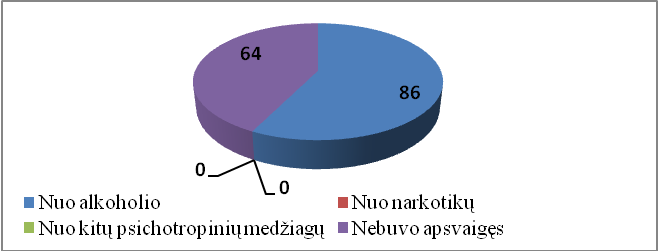 64
86
0
0
Nuo alkoholio
Nuo narkotikų
Nuo kitų psichotropinių medžiagų
Nebuvo apsvaigęs